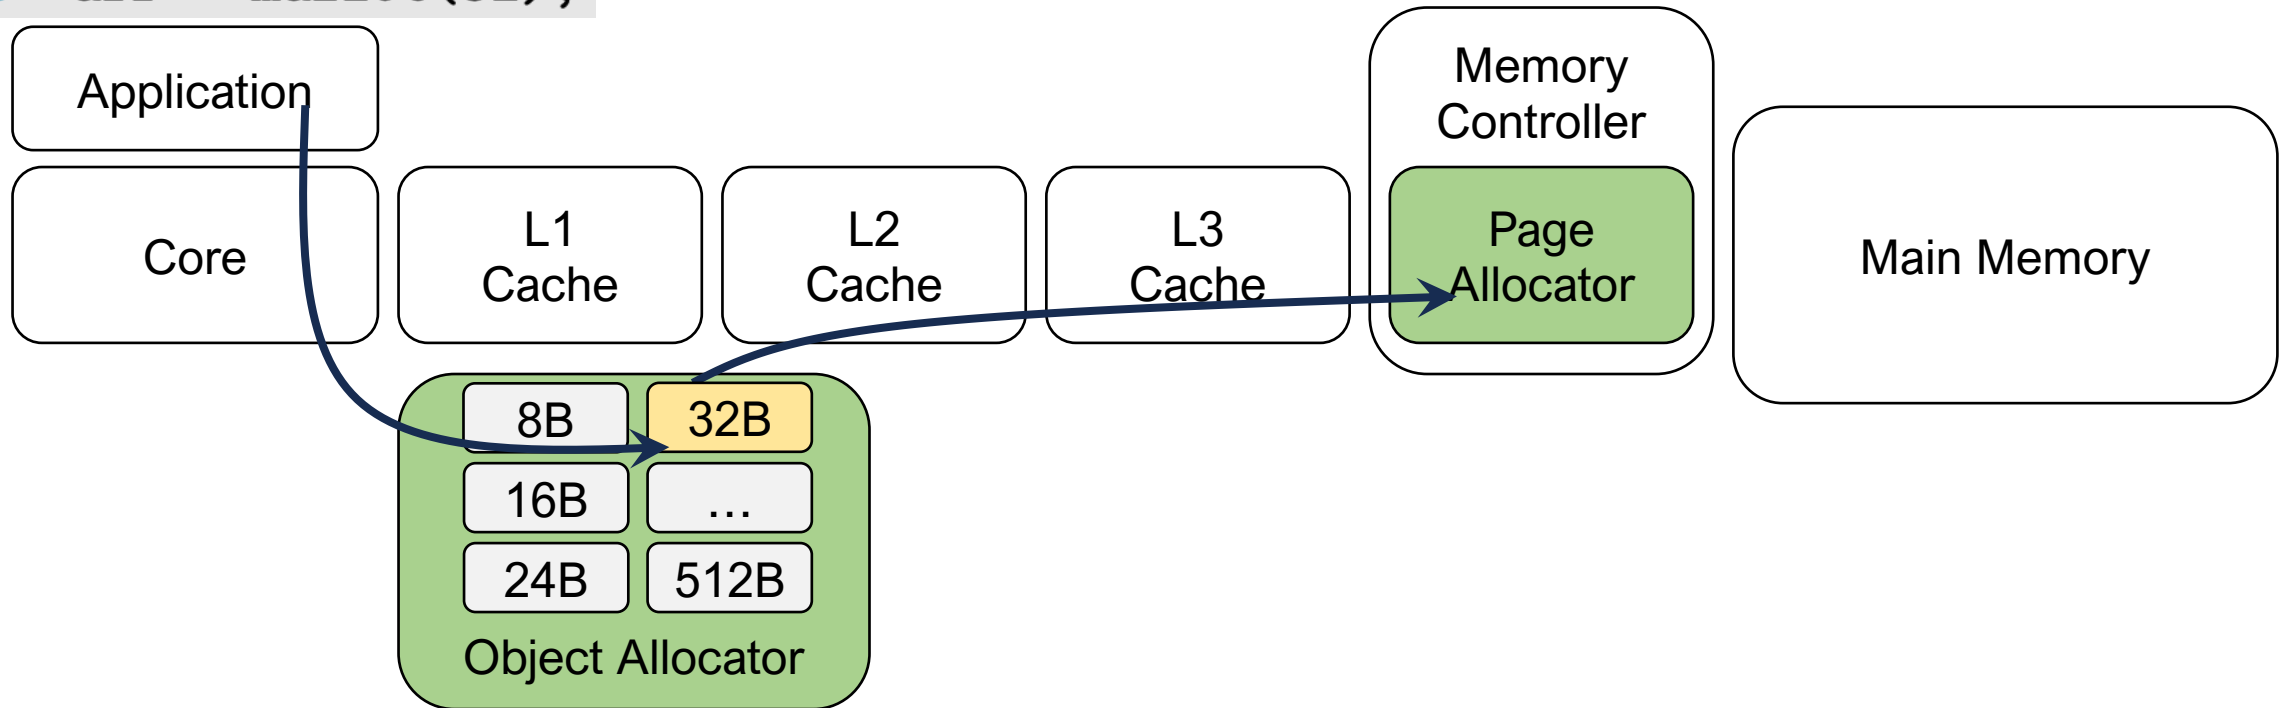 Application
Core
L1
Cache
L2
Cache
L3
Cache
Memory
Controller
Page
Allocator
Main Memory
8B
32B
16B
...
24B
512B
Object Allocator